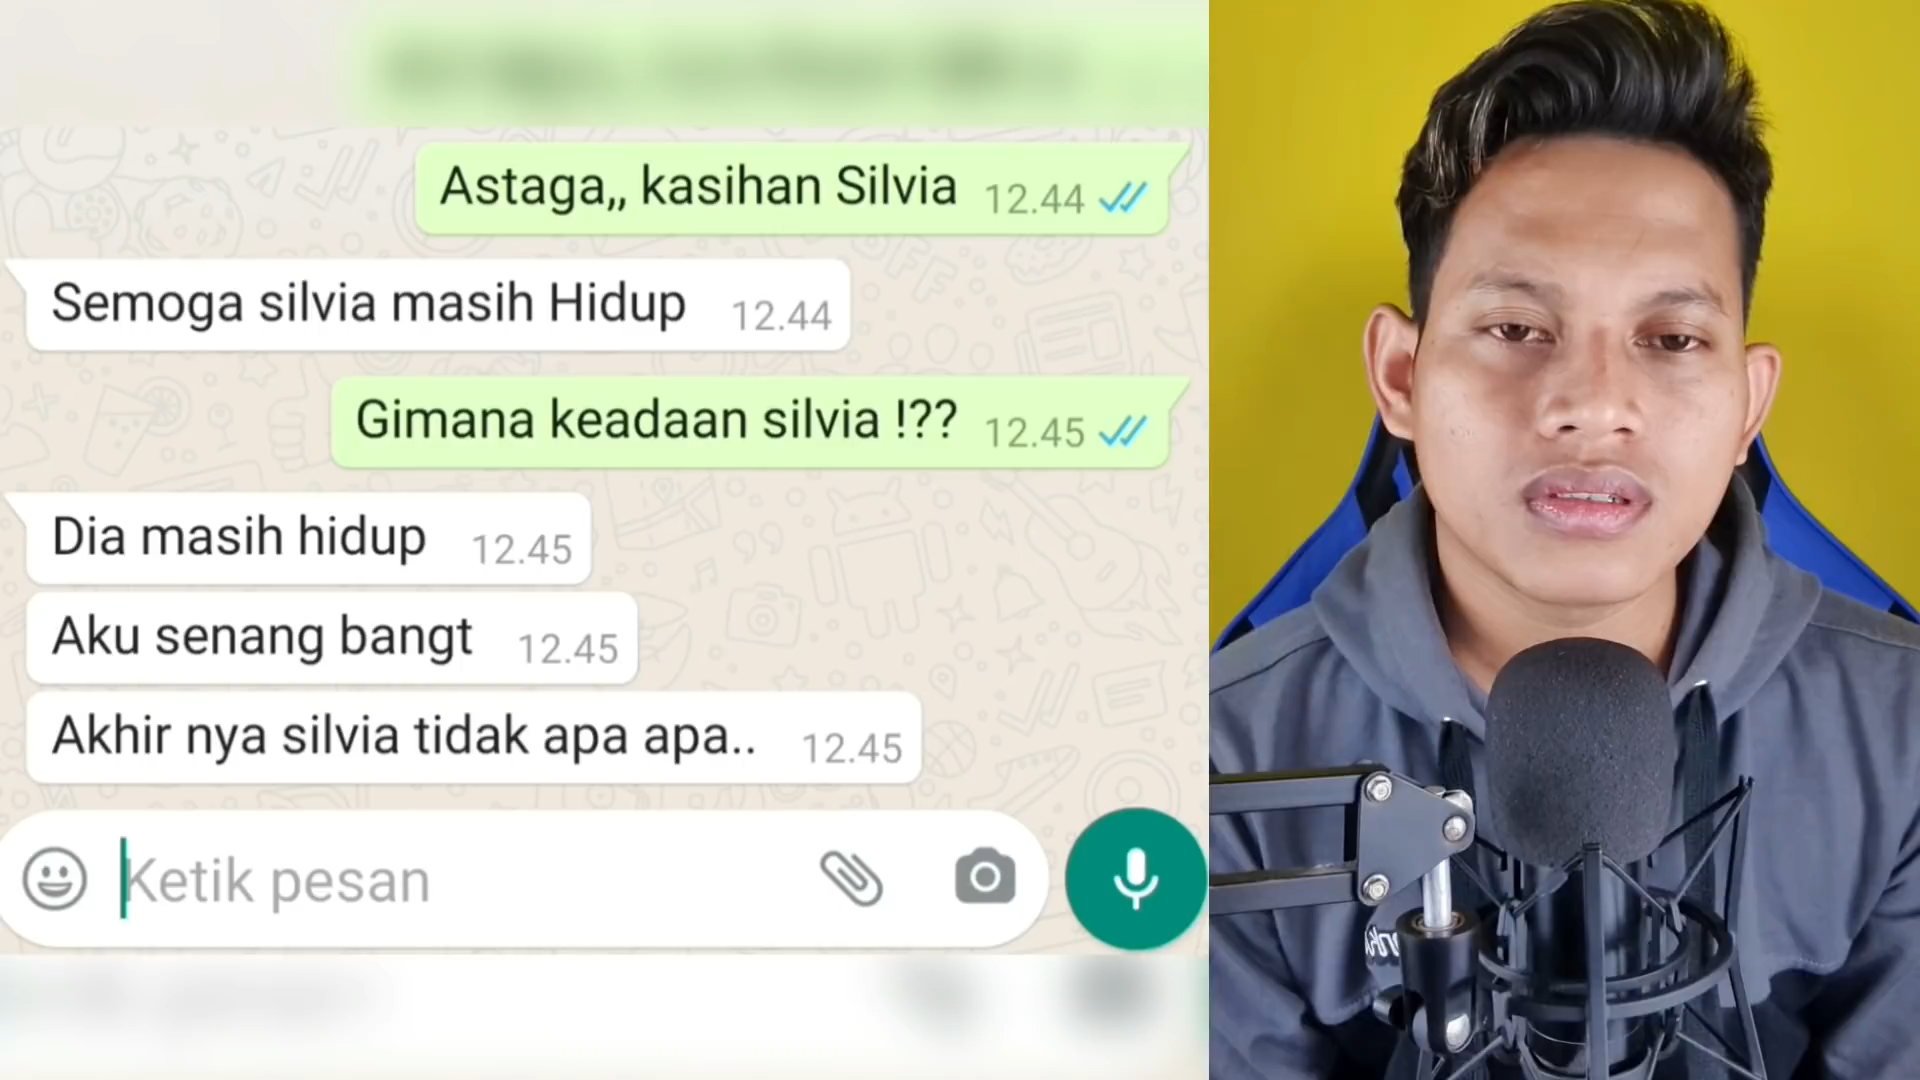 Astaga,, kasihan Silvia 12.44
Semoga silvia masih Hidup 12.44
Gimana keadaan silvia !?? 12.45
Dia masih hidup 12.45
Aku senang bangt 12.45
Akhir nya silvia tidak apa apa.. 12.45
Ketik pesan